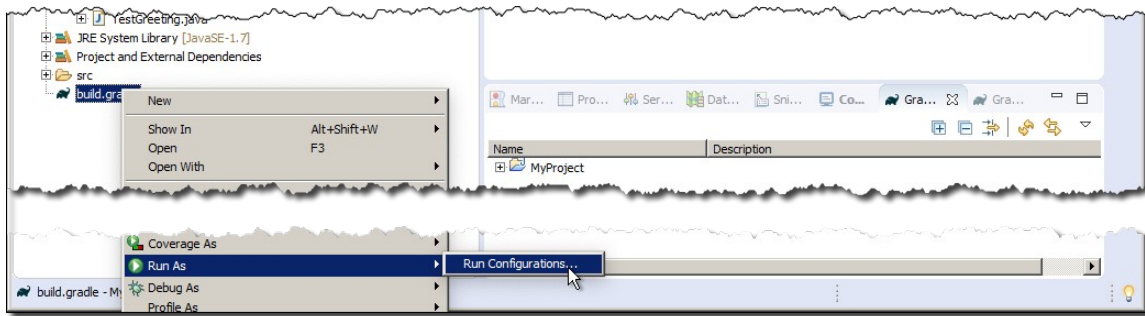 TestGreeting.java
JRE System Library [JavaSE-1.7]
Project and External Dependencies
src
build.gra
New
Show In Alt+Shift+W
Open F3
Open With
Mar... Pro... Ser... Dat... Sni... Co... Gra... Gra...
Name Description
MyProject
Coverage As
Run As
Run Configurations...
Debug As
Profile As
build.gradle - My